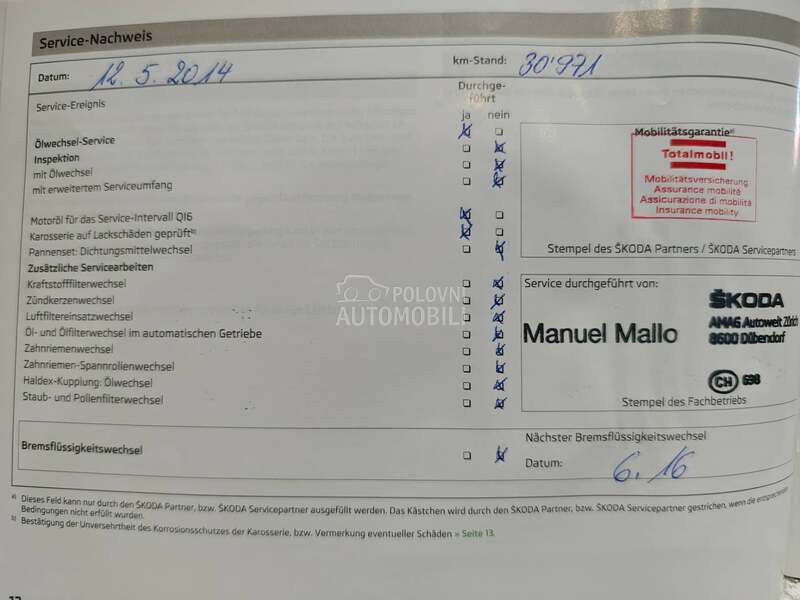 Service-Nachweis
Datum: 12. 5. 2014 km-Stand: 30'971
Service-Ereignis
Durchge-
führt
ja nein
Ölwechsel-Service
Inspektion
mit Ölwechsel
mit erweitertem Serviceumfang
Motoröl für das Service-Intervall QI6
Karosserie auf Lackschäden geprüft b)
Pannenset: Dichtungsmittelwechsel
Zusätzliche Servicearbeiten
Kraftstofffilterwechsel
Zündkerzenwechsel
Luftfiltereinsatzwechsel
Öl- und Ölfilterwechsel im automatischen Getriebe
Zahnriemenwechsel
Zahnriemen-Spannrollenwechsel
Haldex-Kupplung: Ölwechsel
Staub- und Pollenfilterwechsel
Bremsflüssigkeitswechsel
Mobilitätsgarantie a)
Totalmobil!
Mobilitätsversicherung
Assurance mobilité
Assicurazione di mobilità
Insurance mobility
Stempel des ŠKODA Partners / ŠKODA Servicepartners
Service durchgeführt von:
Manuel Mallo
ŠKODA
AMAG Autowelt Zürich
8600 Dübendorf
CH 698
Stempel des Fachbetriebs
Nächster Bremsflüssigkeitswechsel
Datum: 6. 16
POLOVNI
AUTOMOBILI
a) Dieses Feld kann nur durch den ŠKODA Partner, bzw. ŠKODA Servicepartner ausgefüllt werden. Das Kästchen wird durch den ŠKODA Partner, bzw. ŠKODA Servicepartner gestrichen, wenn die entsprechenden
Bedingungen nicht erfüllt wurden.
b) Bestätigung der Unversehrtheit des Korrosionsschutzes der Karosserie, bzw. Vermerkung eventueller Schäden » Seite 13.